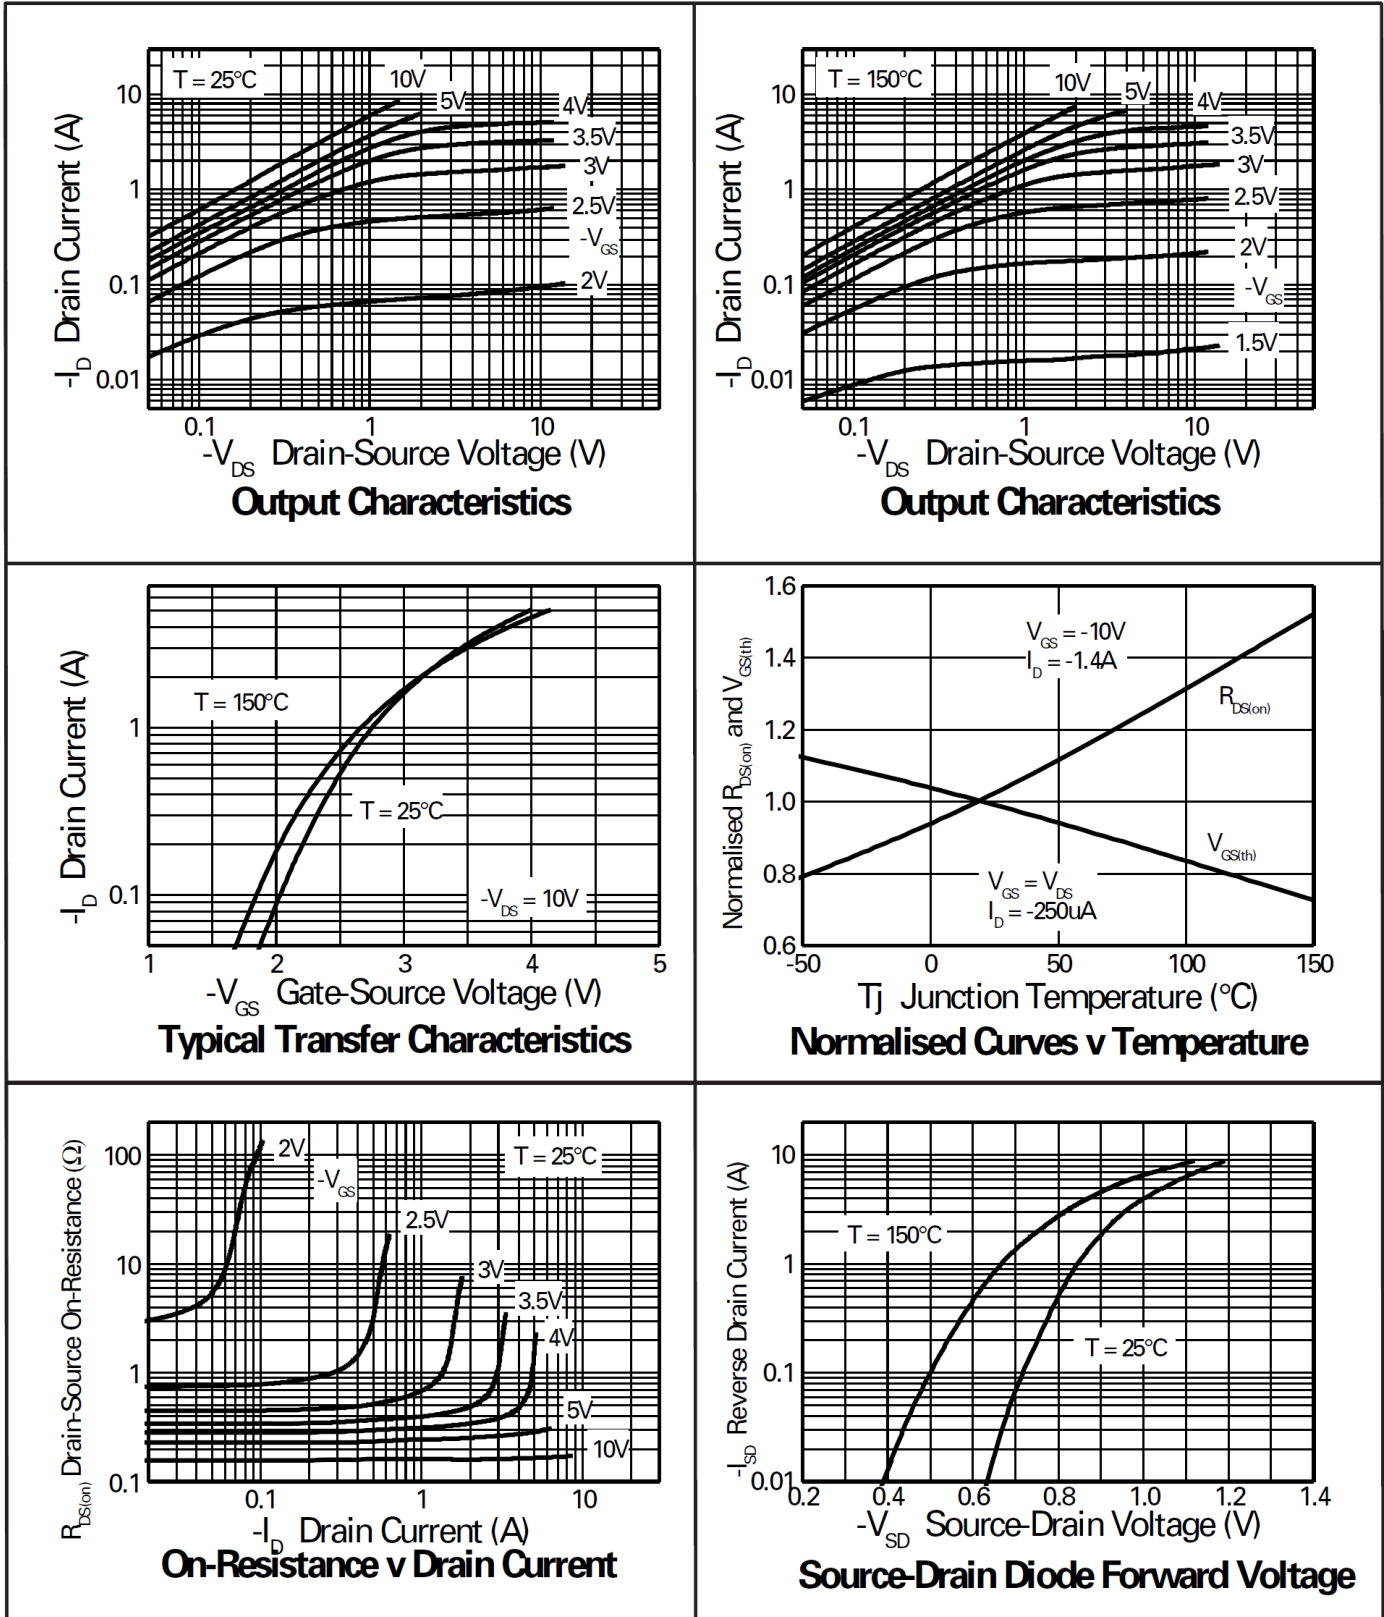 T = 25°C
10V
5V
4V
3.5V
3V
2.5V
-VGS
2V
10
1
0.1
0.01
-ID Drain Current (A)
0.1 1 10
-VDS Drain-Source Voltage (V)
Output Characteristics
T = 150°C
10V
5V
4V
3.5V
3V
2.5V
2V
-VGS
1.5V
10
1
0.1
0.01
-ID Drain Current (A)
0.1 1 10
-VDS Drain-Source Voltage (V)
Output Characteristics
T = 150°C
T = 25°C
-VDS = 10V
1
0.1
-ID Drain Current (A)
1 2 3 4 5
-VGS Gate-Source Voltage (V)
Typical Transfer Characteristics
1.6
1.4
1.2
1.0
0.8
0.6
Normalised RDS(on) and VGS(th)
VGS = -10V
ID = -1.4A
RDS(on)
VGS(th)
VGS = VDS
ID = -250uA
-50 0 50 100 150
Tj Junction Temperature (°C)
Normalised Curves v Temperature
2V
-VGS
T = 25°C
2.5V
3V
3.5V
4V
5V
10V
100
10
1
0.1
RDS(on) Drain-Source On-Resistance (Ω)
0.1 1 10
-ID Drain Current (A)
On-Resistance v Drain Current
10
1
0.1
0.01
-ISD Reverse Drain Current (A)
T = 150°C
T = 25°C
0.2 0.4 0.6 0.8 1.0 1.2 1.4
-VSD Source-Drain Voltage (V)
Source-Drain Diode Forward Voltage